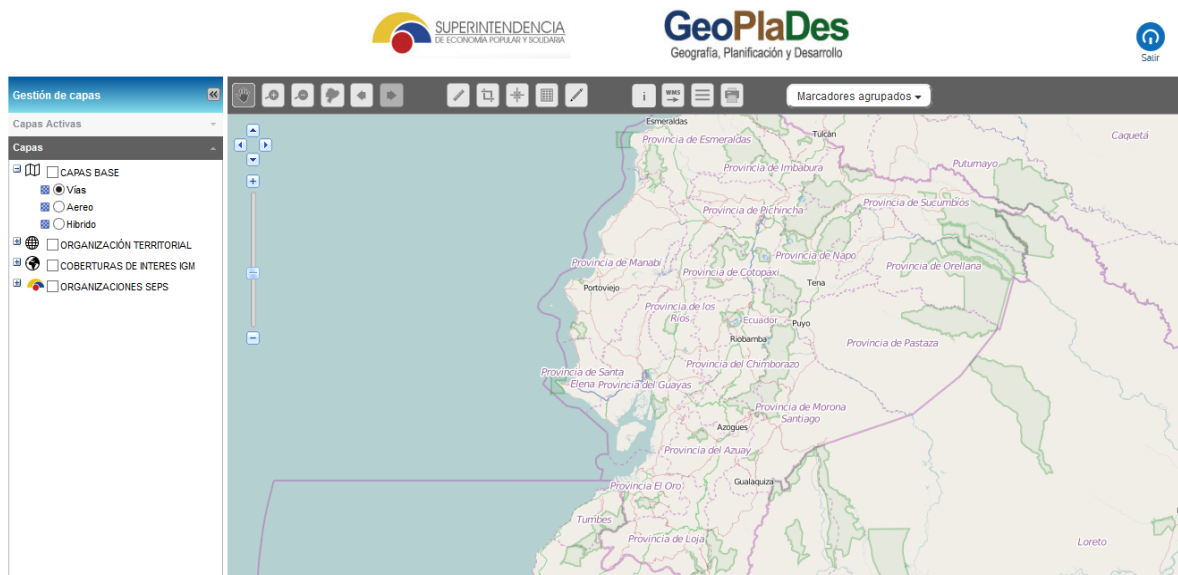 SUPERINTENDENCIA
DE ECONOMÍA POPULAR Y SOLIDARIA
GeoPlaDes
Geografía, Planificación y Desarrollo
Salir
Gestión de capas
Capas Activas
Capas
CAPAS BASE
Vías
Aereo
Hibrido
ORGANIZACIÓN TERRITORIAL
COBERTURAS DE INTERES IGM
ORGANIZACIONES SEPS
i
WMS
Marcadores agrupados
Esmeraldas
Provincia de Esmeraldas
Tulcán
Caquetá
Provincia de Imbabura
Putumayo
Provincia de Pichincha
Provincia de Sucumbíos
Provincia de Manabí
Provincia de Cotopaxi
Provincia de Napo
Provincia de Orellana
Portoviejo
Tena
Provincia de los
Ríos
Ecuador
Puyo
Riobamba
Provincia de Pastaza
Provincia de Santa
Elena
Provincia del Guayas
Provincia del Chimborazo
Provincia de Morona
Santiago
Azogues
Provincia del Azuay
Gualaquiza
Provincia El Oro
Tumbes
Provincia de Loja
Loreto